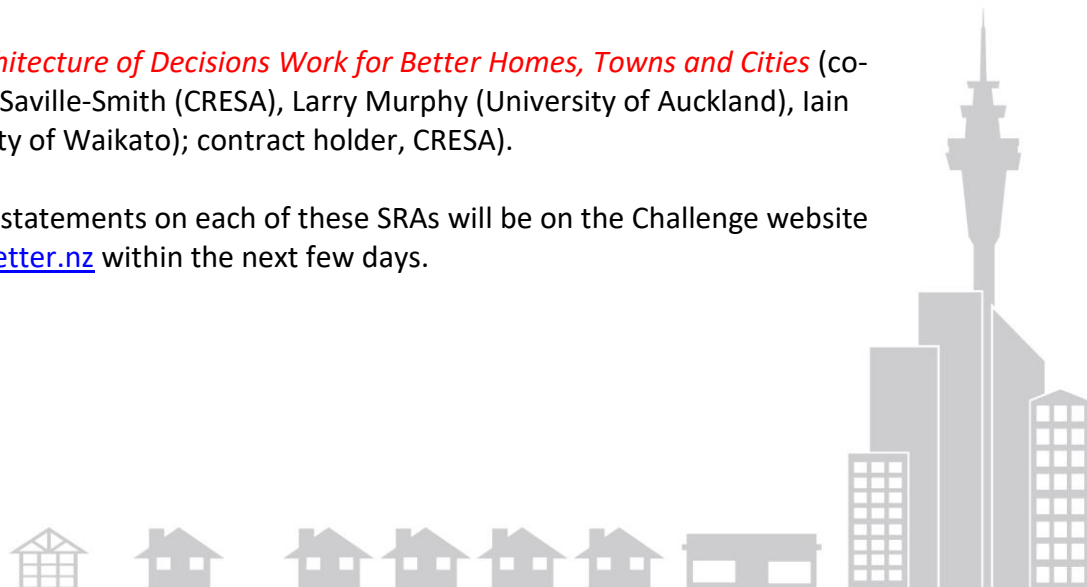 hitecture of Decisions Work for Better Homes, Towns and Cities (co-
Saville-Smith (CRESA), Larry Murphy (University of Auckland), Iain
ty of Waikato); contract holder, CRESA).
statements on each of these SRAs will be on the Challenge website
etter.nz within the next few days.